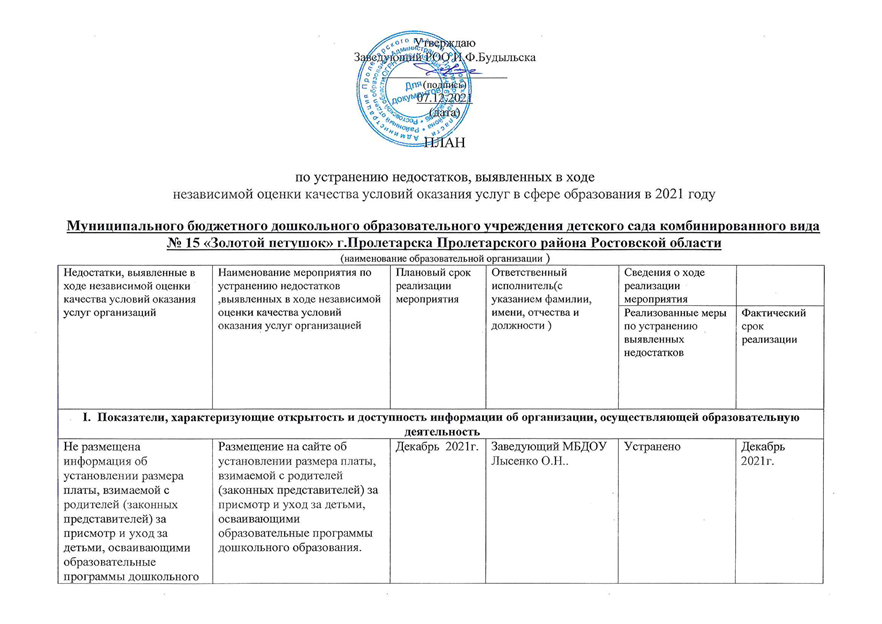 Утверждаю
Заведующий РОО И.Ф.Будыльска
(подпись)
07.12.2021
(дата)
Для
документов
ПЛАН
по устранению недостатков, выявленных в ходе
независимой оценки качества условий оказания услуг в сфере образования в 2021 году
Муниципального бюджетного дошкольного образовательного учреждения детского сада комбинированного вида
№ 15 «Золотой петушок» г.Пролетарска Пролетарского района Ростовской области
(наименование образовательной организации )
Недостатки, выявленные в
ходе независимой оценки
качества условий оказания
услуг организаций
Наименование мероприятия по
устранению недостатков
,выявленных в ходе независимой
оценки качества условий
оказания услуг организацией
Плановый срок
реализации
мероприятия
Ответственный
исполнитель(с
указанием фамилии,
имени, отчества и
должности )
Сведения о ходе
реализации
мероприятия
Реализованные меры
по устранению
выявленных
недостатков
Фактический
срок
реализации
I. Показатели, характеризующие открытость и доступность информации об организации, осуществляющей образовательную
деятельность
Не размещена
информация об
установлении размера
платы, взимаемой с
родителей (законных
представителей) за
присмотр и уход за
детьми, осваивающими
образовательные
программы дошкольного
Размещение на сайте об
установлении размера платы,
взимаемой с родителей
(законных представителей) за
присмотр и уход за детьми,
осваивающими
образовательные программы
дошкольного образования.
Декабрь 2021г.
Заведующий МБДОУ
Лысенко О.Н..
Устранено
Декабрь
2021г.